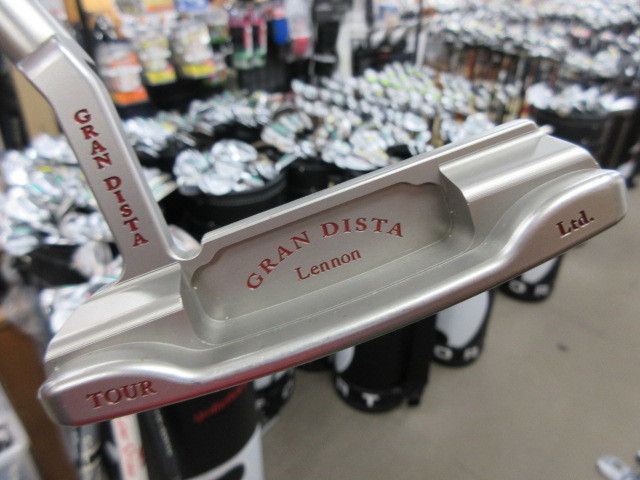 GRAN DISTA
GRAN DISTA
Lennon
Ltd.
TOUR